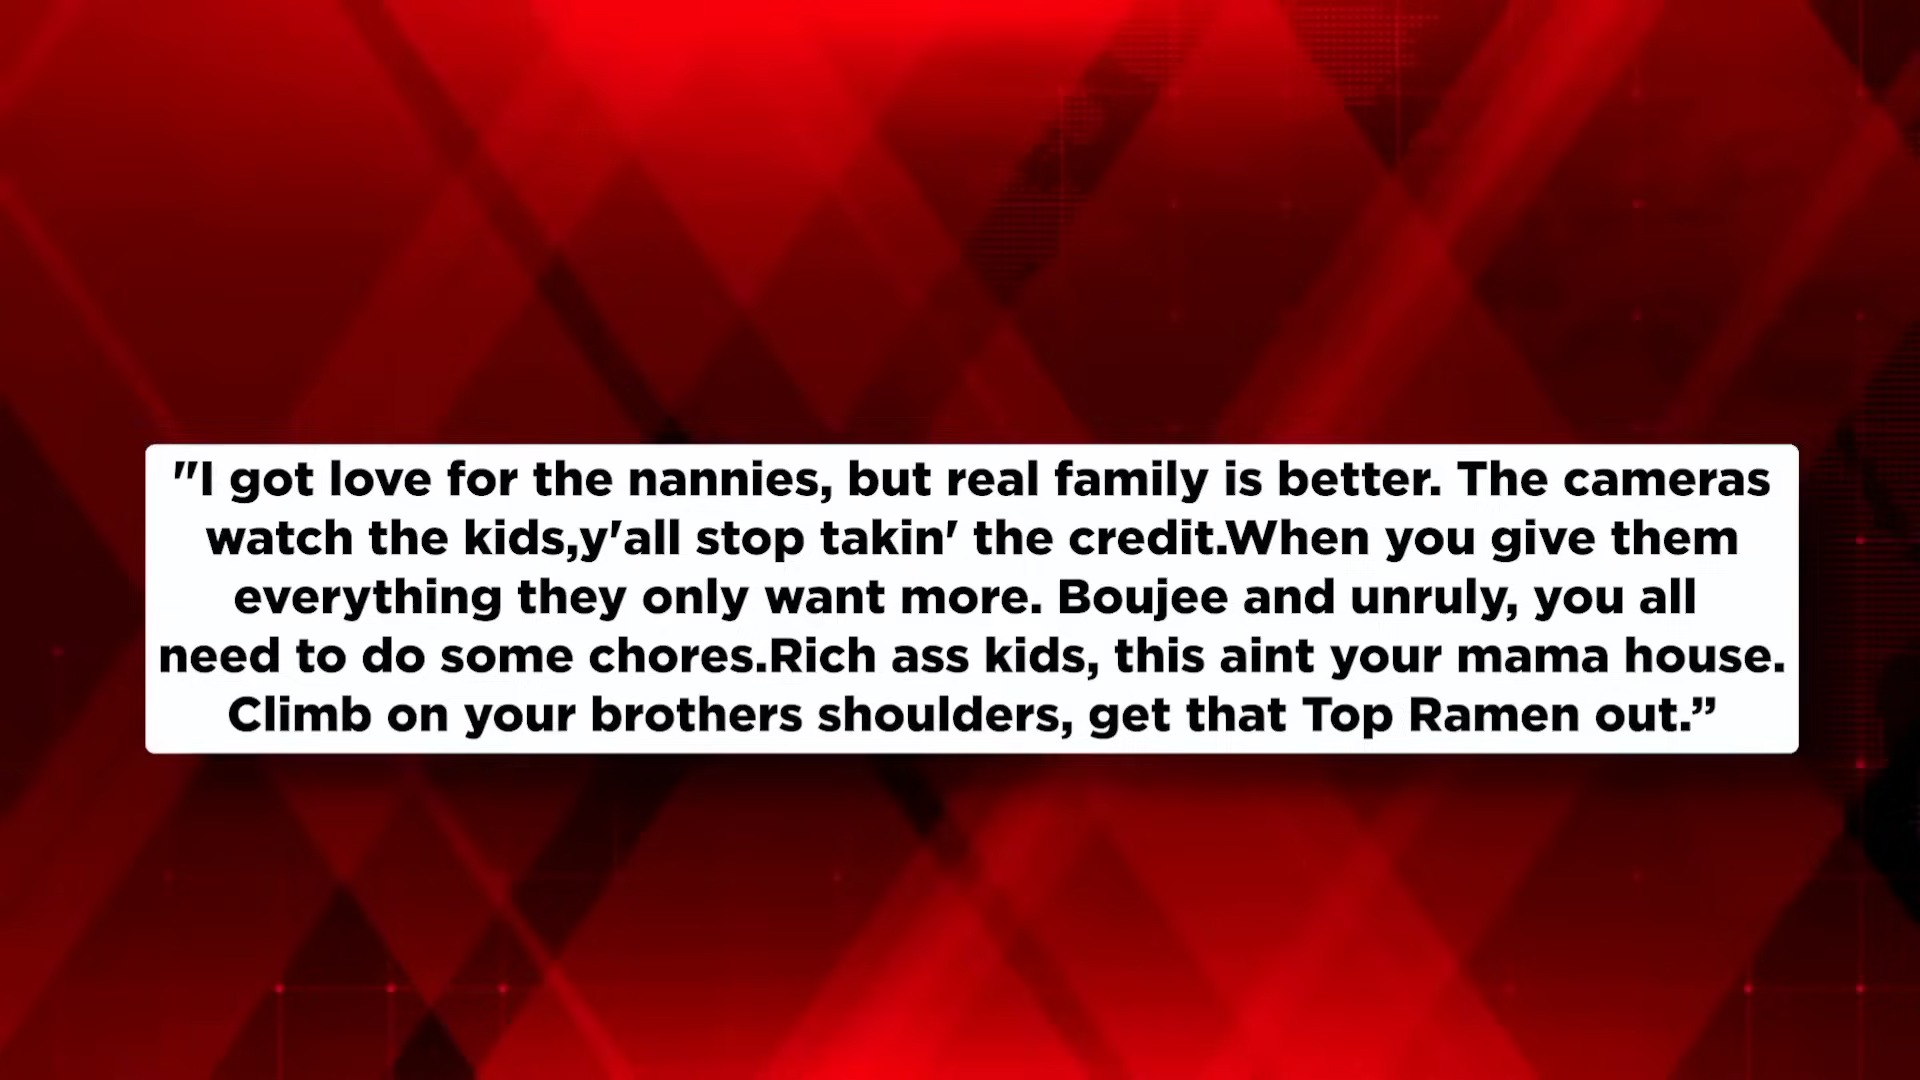 "I got love for the nannies, but real family is better. The cameras
watch the kids,y'all stop takin' the credit.When you give them
everything they only want more. Boujee and unruly, you all
need to do some chores.Rich ass kids, this aint your mama house.
Climb on your brothers shoulders, get that Top Ramen out.”